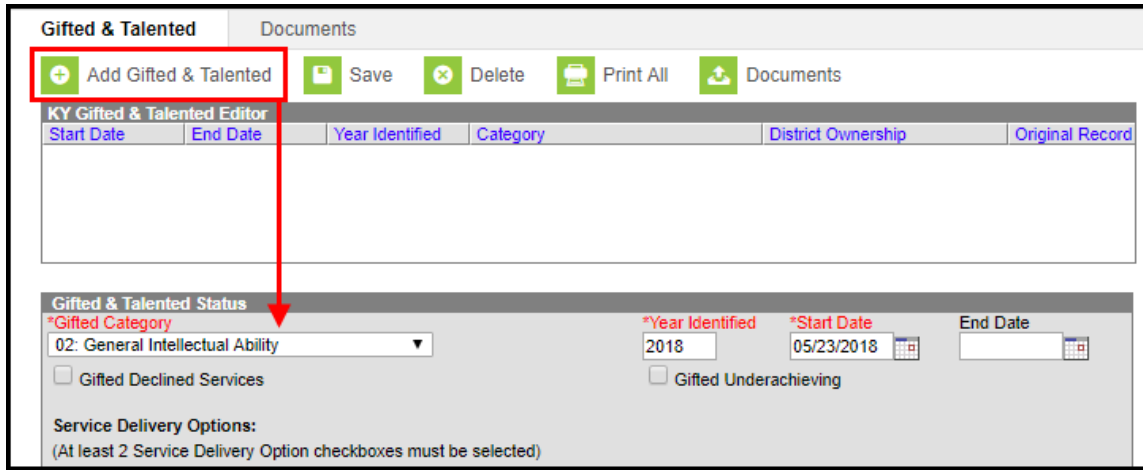 Gifted & Talented Documents
Add Gifted & Talented Save Delete Print All Documents
KY Gifted & Talented Editor
Start Date End Date Year Identified Category District Ownership Original Record
Gifted & Talented Status
*Gifted Category *Year Identified *Start Date End Date
02: General Intellectual Ability 2018 05/23/2018
Gifted Declined Services Gifted Underachieving
Service Delivery Options:
(At least 2 Service Delivery Option checkboxes must be selected)